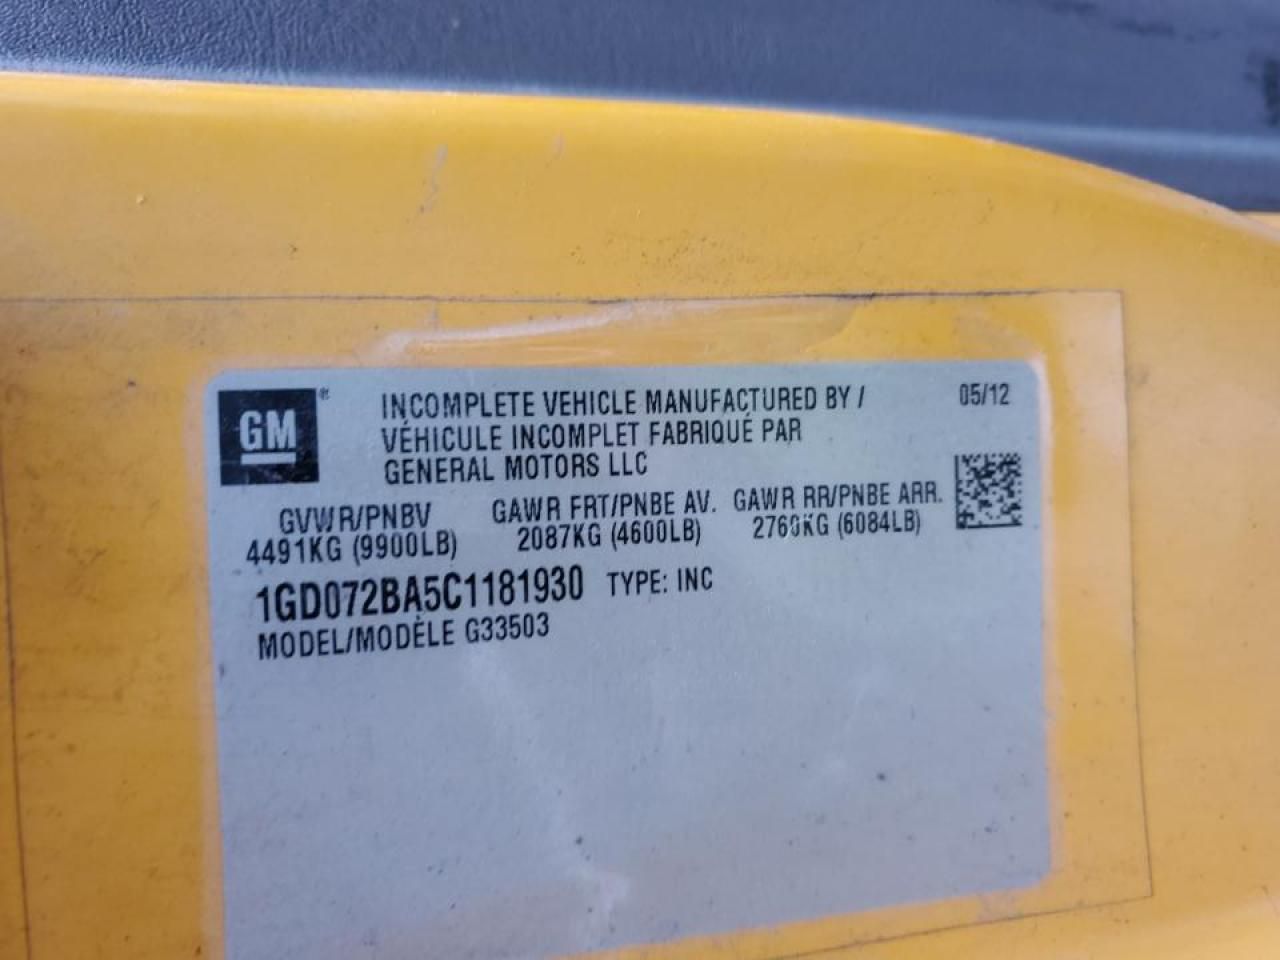 GM®
INCOMPLETE VEHICLE MANUFACTURED BY /
VÉHICULE INCOMPLET FABRIQUÉ PAR
GENERAL MOTORS LLC
05/12
GVWR/PNBV
4491KG (9900LB)
GAWR FRT/PNBE AV.
2087KG (4600LB)
GAWR RR/PNBE ARR.
2760KG (6084LB)
1GD072BA5C1181930 TYPE: INC
MODEL/MODÈLE G33503